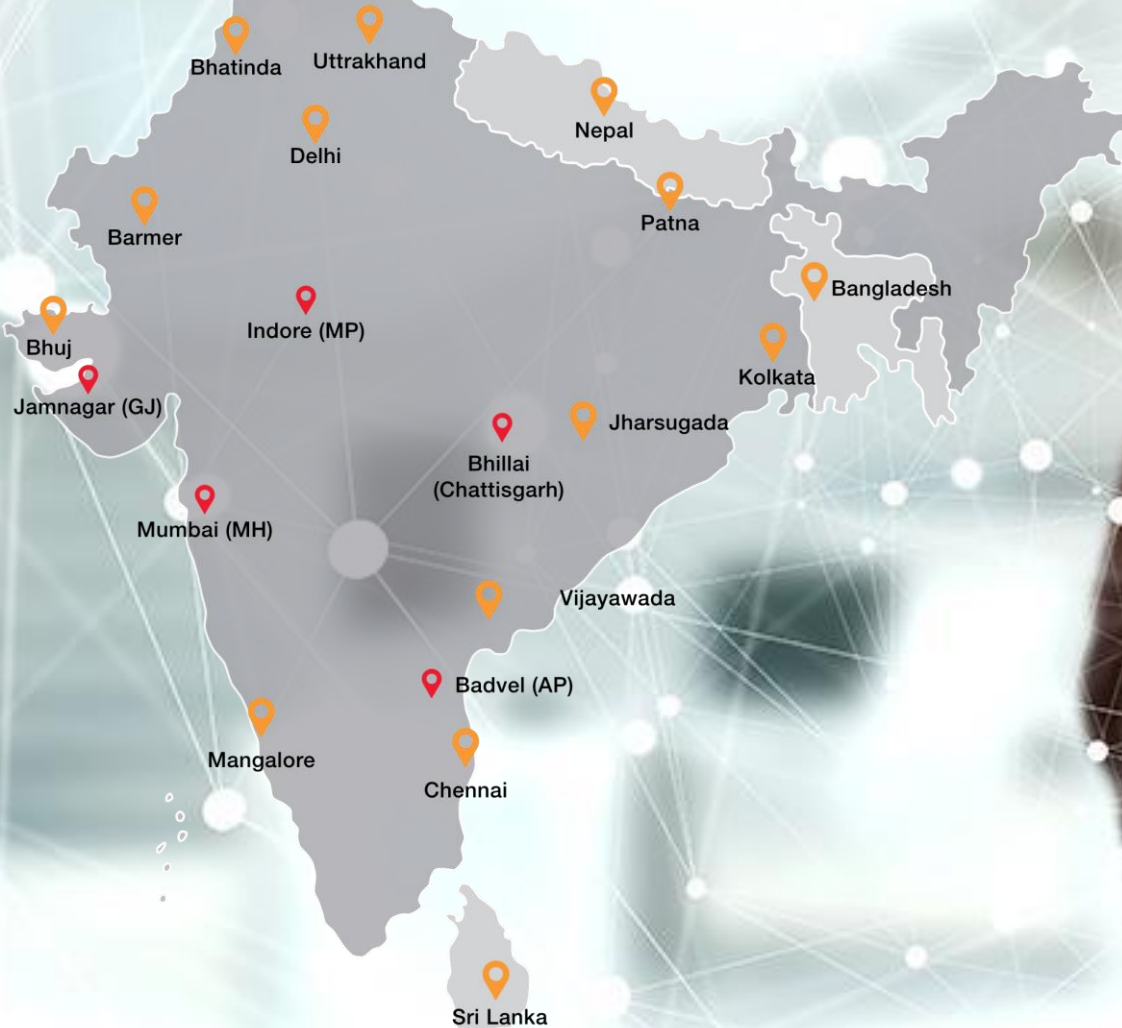 Bhatinda
Uttrakhand
Nepal
Delhi
Patna
Barmer
Bangladesh
Indore (MP)
Bhuj
Kolkata
Jamnagar (GJ)
Jharsugada
Bhillai
(Chattisgarh)
Mumbai (MH)
Vijayawada
Badvel (AP)
Mangalore
Chennai
Sri Lanka